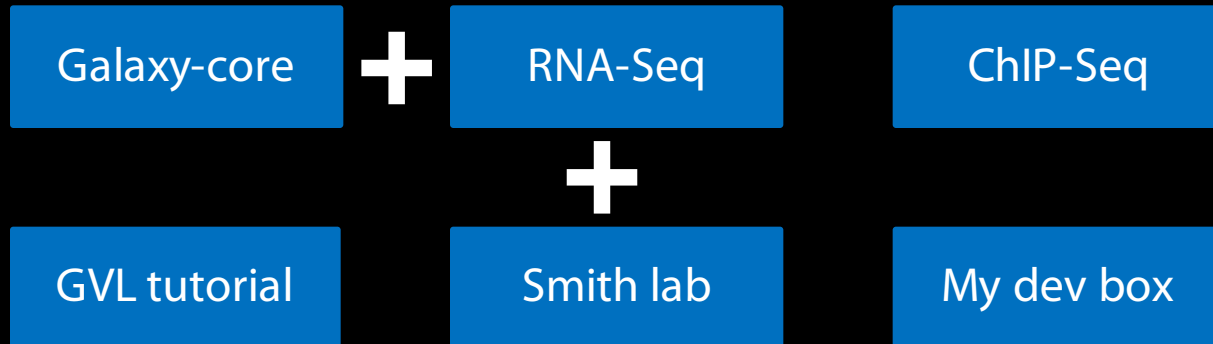 Galaxy-core + RNA-Seq ChIP-Seq
+
GVL tutorial Smith lab My dev box